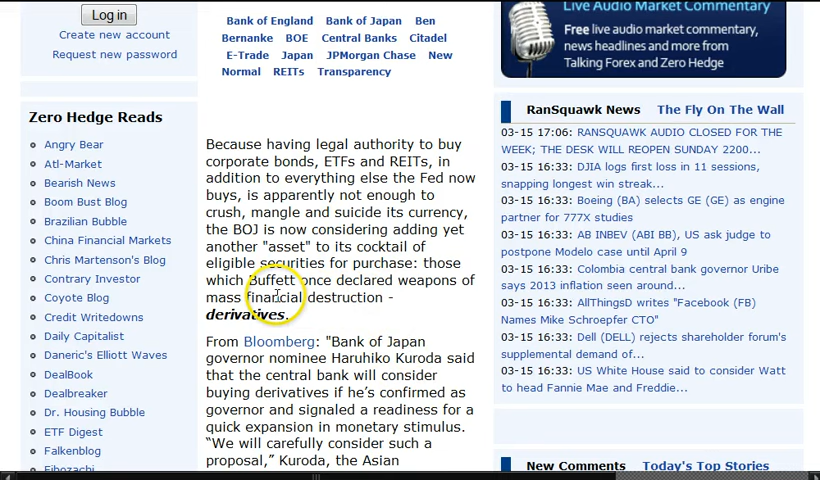 Log in
Create new account
Request new password
Zero Hedge Reads
Angry Bear
Atl-Market
Bearish News
Boom Bust Blog
Brazilian Bubble
China Financial Markets
Chris Martenson's Blog
Contrary Investor
Coyote Blog
Credit Writedowns
Daily Capitalist
Daneric's Elliott Waves
DealBook
Dealbreaker
Dr. Housing Bubble
ETF Digest
Falkenblog
Fibozachi
Bank of England Bank of Japan Ben
Bernanke BOE Central Banks Citadel
E-Trade Japan JPMorgan Chase New
Normal REITs Transparency
Because having legal authority to buy
corporate bonds, ETFs and REITs, in
addition to everything else the Fed now
buys, is apparently not enough to
crush, mangle and suicide its currency,
the BOJ is now considering adding yet
another "asset" to its cocktail of
eligible securities for purchase: those
which Buffett once declared weapons of
mass financial destruction -
derivatives.
From Bloomberg: "Bank of Japan
governor nominee Haruhiko Kuroda said
that the central bank will consider
buying derivatives if he's confirmed as
governor and signaled a readiness for a
quick expansion in monetary stimulus.
“We will carefully consider such a
proposal,” Kuroda, the Asian
Live Audio Market Commentary
Free live audio market commentary,
news headlines and more from
Talking Forex and Zero Hedge
RanSquawk News The Fly On The Wall
03-15 17:06: RANSQUAWK AUDIO CLOSED FOR THE
WEEK; THE DESK WILL REOPEN SUNDAY 2200...
03-15 16:33: DJIA logs first loss in 11 sessions,
snapping longest win streak...
03-15 16:33: Boeing (BA) selects GE (GE) as engine
partner for 777X studies
03-15 16:33: AB INBEV (ABI BB), US ask judge to
postpone Modelo case until April 9
03-15 16:33: Colombia central bank governor Uribe
says 2013 inflation seen around...
03-15 16:33: AllThingsD writes "Facebook (FB)
Names Mike Schroepfer CTO"
03-15 16:33: Dell (DELL) rejects shareholder forum's
supplemental demand of...
03-15 16:33: US White House said to consider Watt
to head Fannie Mae and Freddie...
New Comments Today's Top Stories